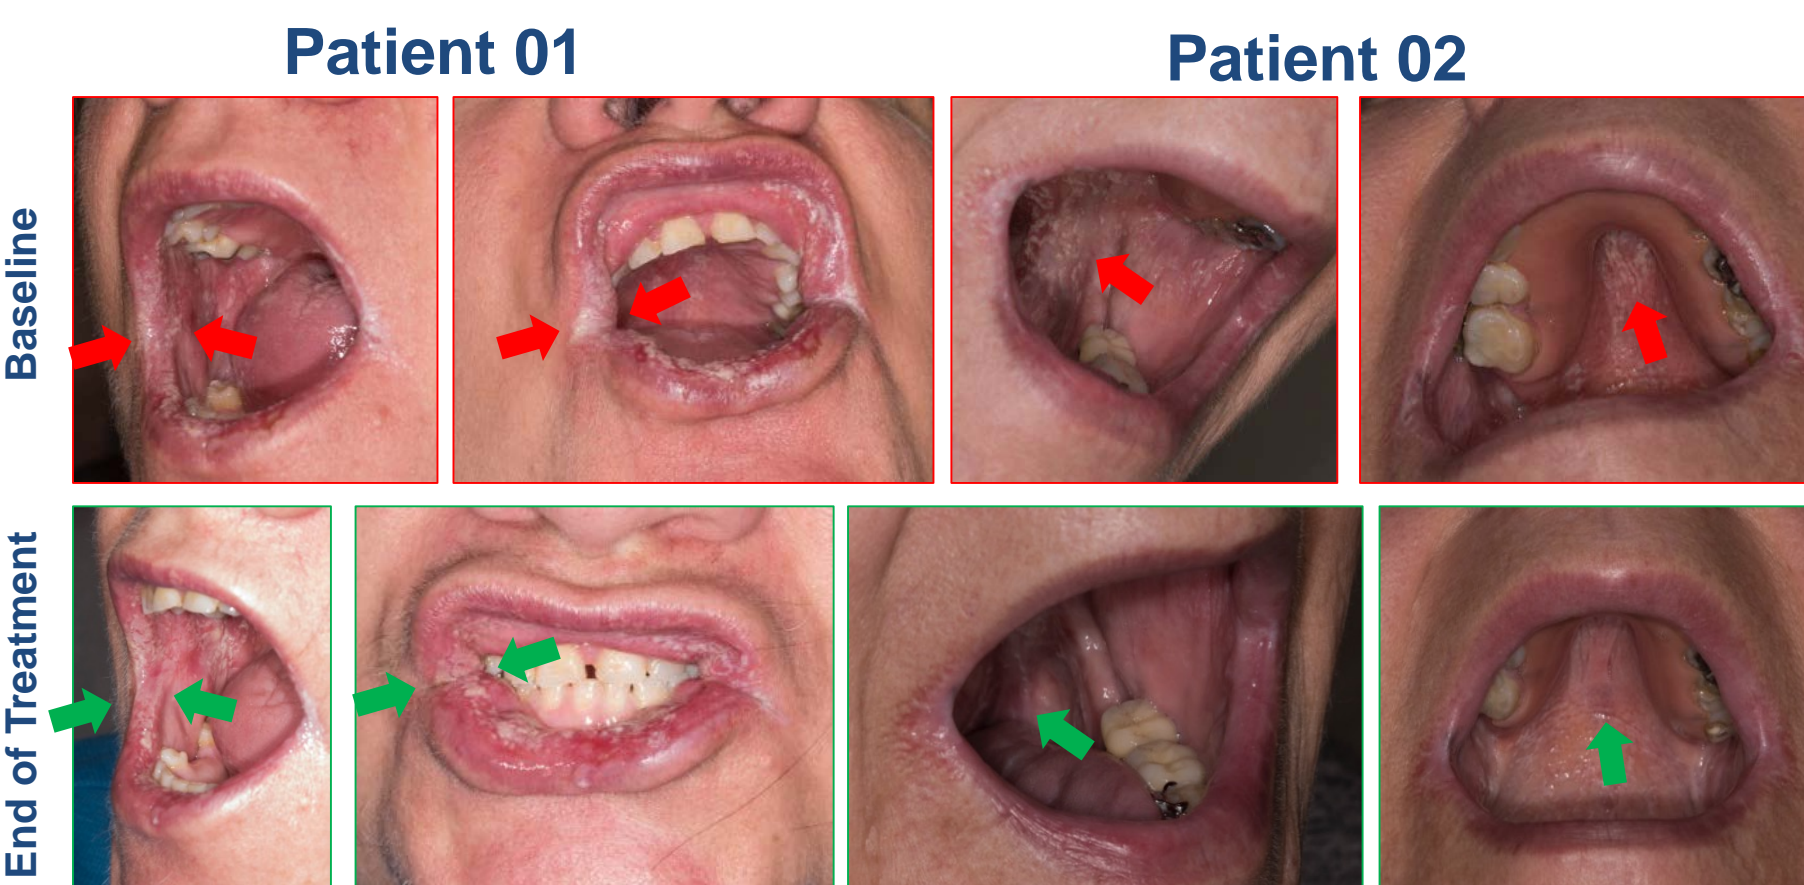 Patient 01
Patient 02
Baseline
End of Treatment